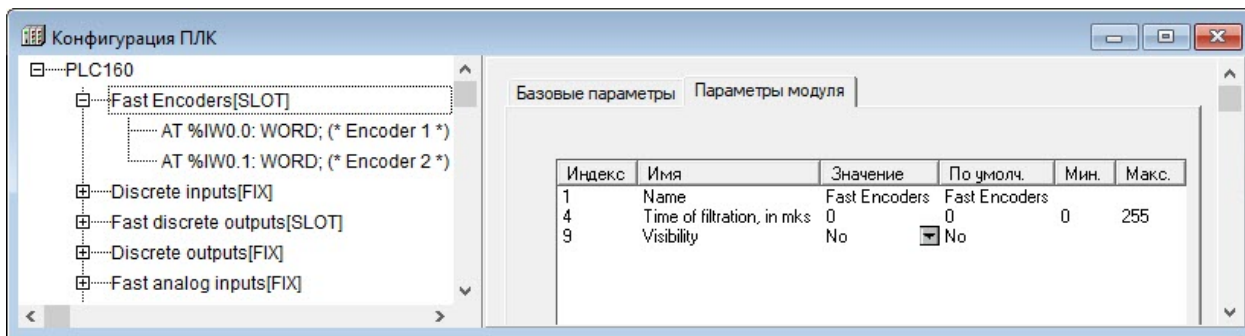 Конфигурация ПЛК
PLC160
Fast Encoders[SLOT]
AT %IW0.0: WORD; (* Encoder 1 *)
AT %IW0.1: WORD; (* Encoder 2 *)
Discrete inputs[FIX]
Fast discrete outputs[SLOT]
Discrete outputs[FIX]
Fast analog inputs[FIX]
Базовые параметры Параметры модуля
Индекс Имя Значение По умолч. Мин. Макс.
1 Name Fast Encoders Fast Encoders
4 Time of filtration, in mks 0 0 0 255
9 Visibility No No